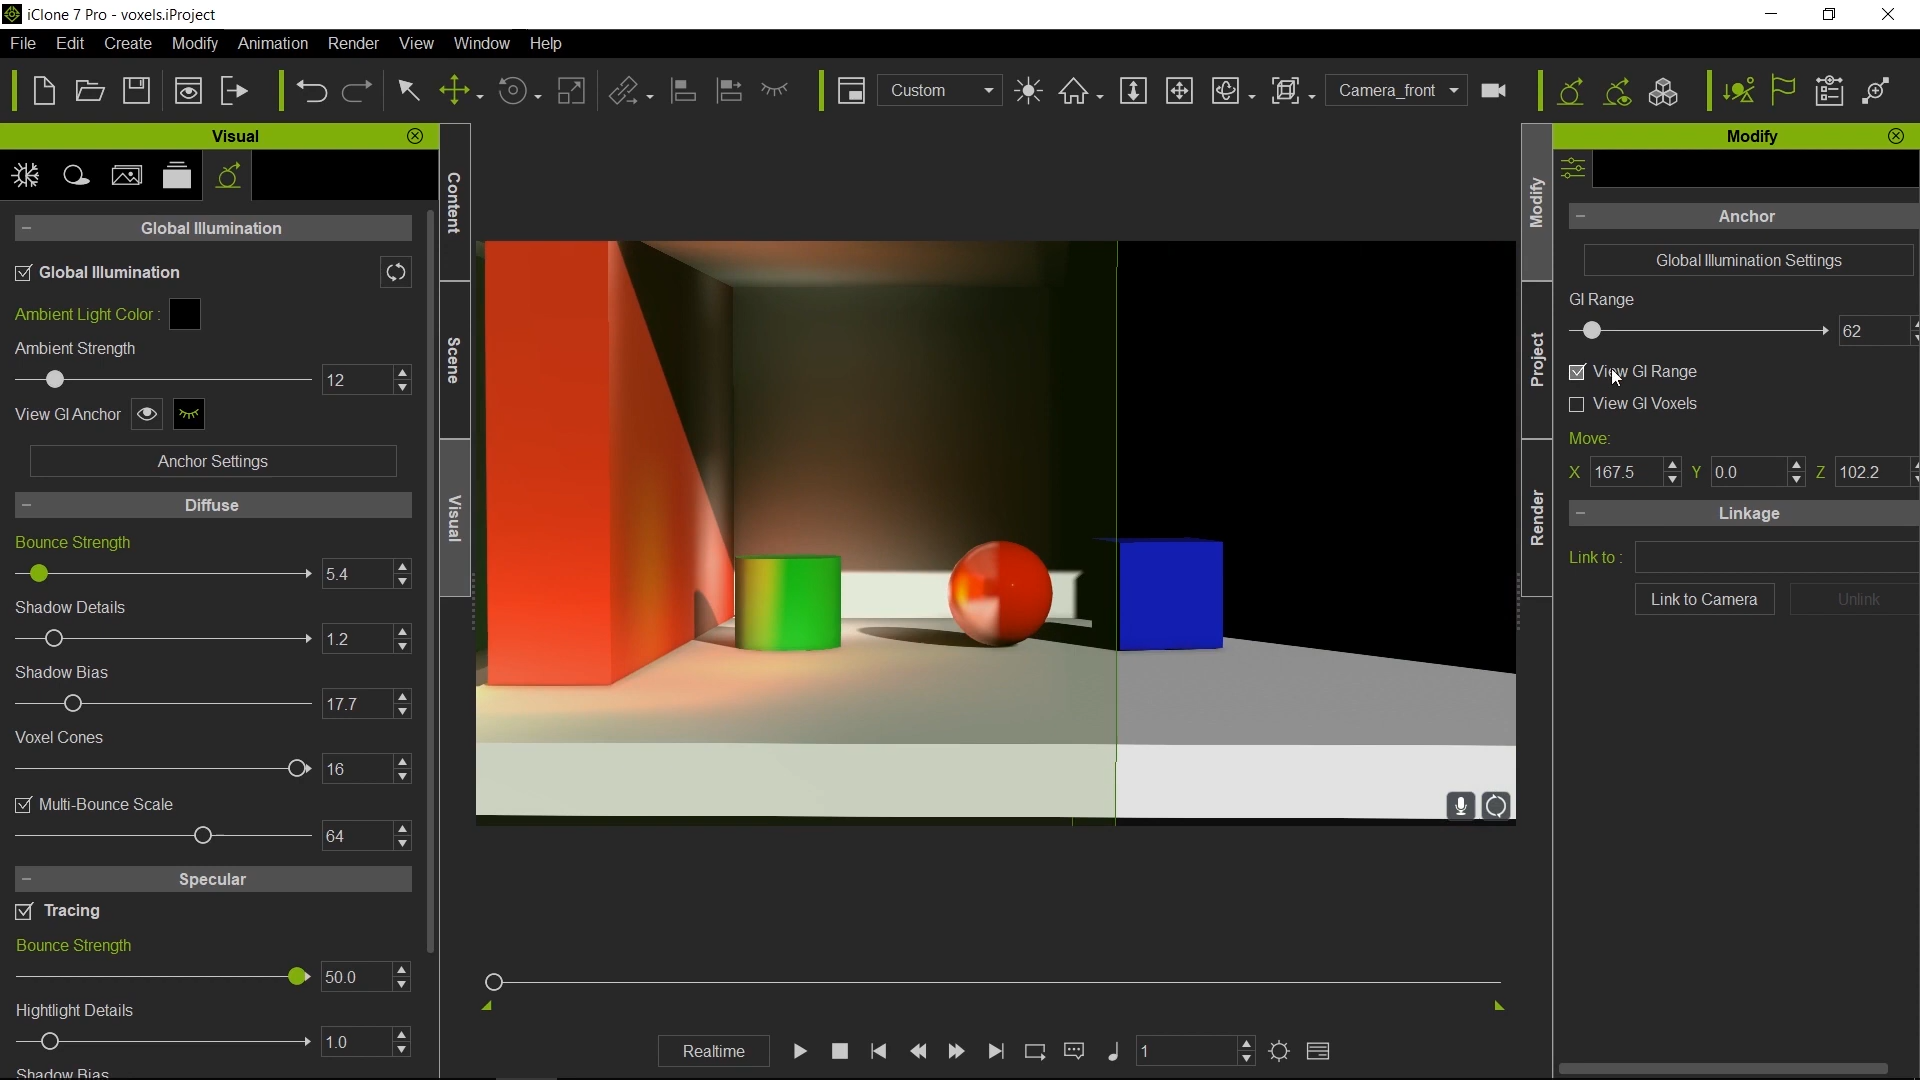 iClone 7 Pro - voxels.iProject
File Edit Create Modify Animation Render View Window Help
Custom
Camera_front
Visual
Global Illumination
Global Illumination
Ambient Light Color :
Ambient Strength
12
View GI Anchor
Anchor Settings
Diffuse
Bounce Strength
5.4
Shadow Details
1.2
Shadow Bias
17.7
Voxel Cones
16
Multi-Bounce Scale
64
Specular
Tracing
Bounce Strength
50.0
Hightlight Details
1.0
Shadow Bias
Content
Scene
Visual
Realtime
1
Modify
Project
Render
Modify
Anchor
Global Illumination Settings
GI Range
62
View GI Range
View GI Voxels
Move:
X 167.5 Y 0.0 Z 102.2
Linkage
Link to :
Link to Camera Unlink